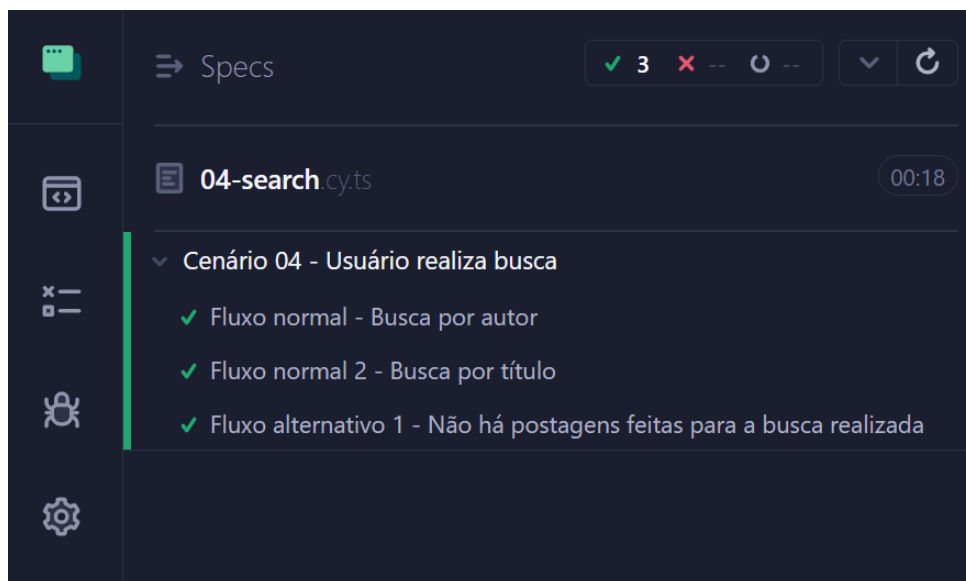 Specs 3 -- --
04-search.cy.ts 00:18
Cenário 04 - Usuário realiza busca
Fluxo normal - Busca por autor
Fluxo normal 2 - Busca por título
Fluxo alternativo 1 - Não há postagens feitas para a busca realizada